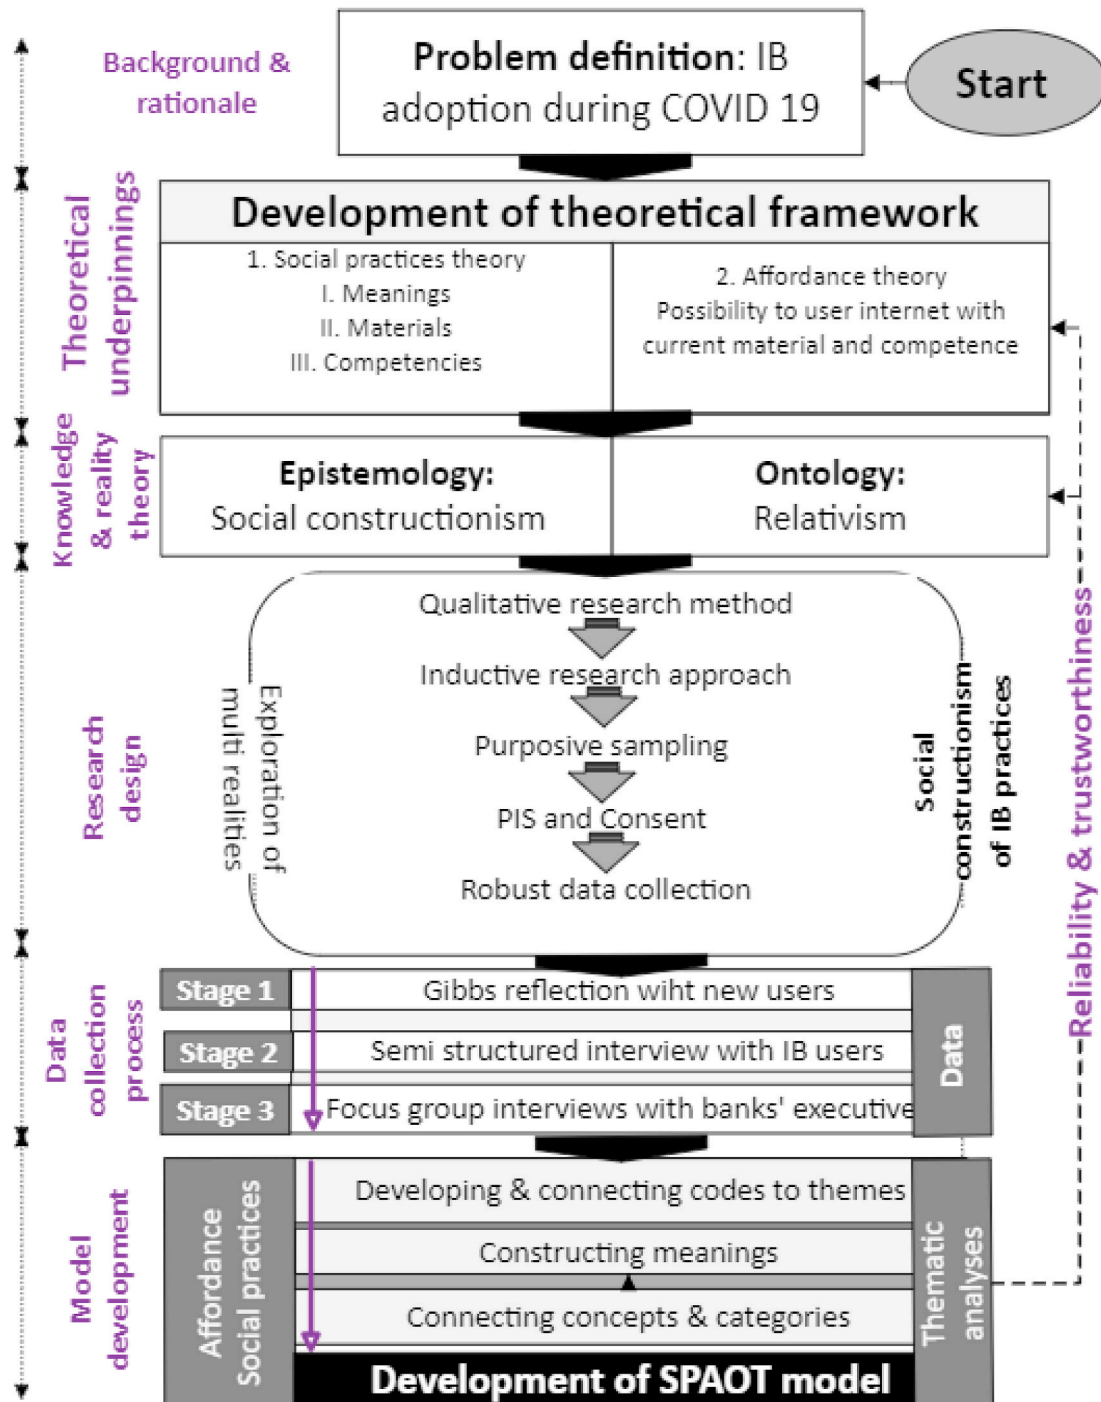 Background &
rationale
Problem definition: IB
adoption during COVID 19
Start
Theoretical
underpinnings
Development of theoretical framework
1. Social practices theory
I. Meanings
II. Materials
III. Competencies
2. Affordance theory
Possibility to user internet with
current material and competence
Knowledge
& reality
theory
Epistemology:
Social constructionism
Ontology:
Relativism
Research
design
Exploration of
multi realities
Qualitative research method
Inductive research approach
Purposive sampling
PIS and Consent
Robust data collection
Social
constructionism
of IB practices
Reliability & trustworthiness
Data
collection
process
Stage 1
Gibbs reflection wiht new users
Stage 2
Semi structured interview with IB users
Stage 3
Focus group interviews with banks' executive
Data
Model
development
Affordance
Social practices
Developing & connecting codes to themes
Constructing meanings
Connecting concepts & categories
Development of SPAOT model
Thematic
analyses